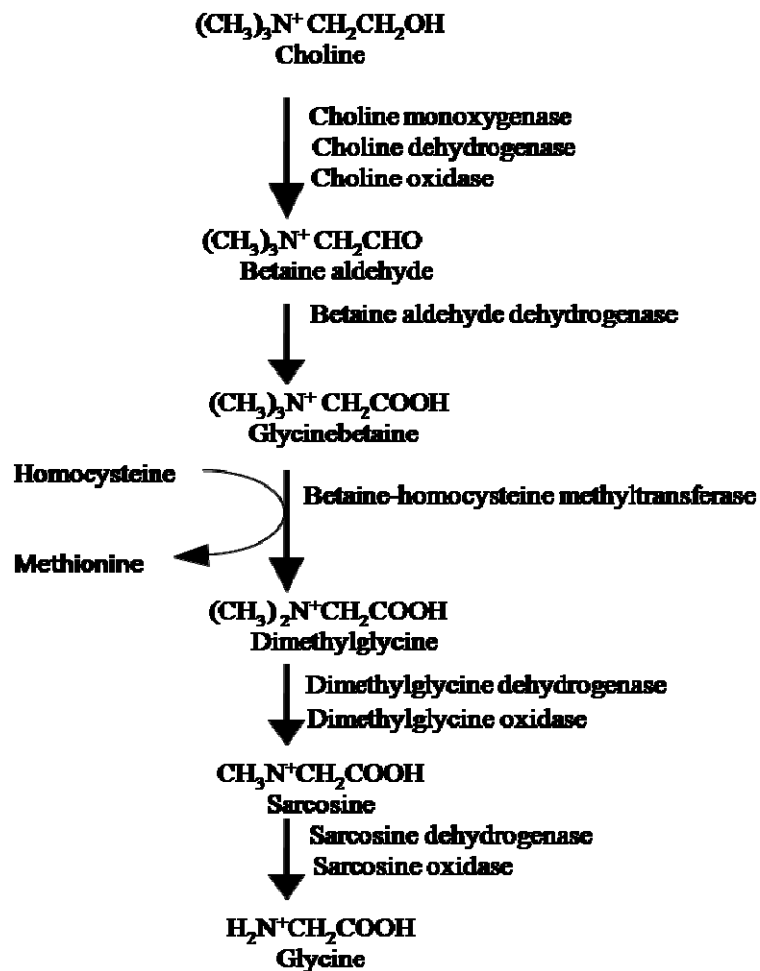 (CH₃)₃N⁺ CH₂CH₂OH
Choline
Choline monoxygenase
Choline dehydrogenase
Choline oxidase
(CH₃)₃N⁺ CH₂CHO
Betaine aldehyde
Betaine aldehyde dehydrogenase
(CH₃)₃N⁺ CH₂COOH
Glycinebetaine
Homocysteine
Betaine-homocysteine methyltransferase
Methionine
(CH₃)₂N⁺CH₂COOH
Dimethylglycine
Dimethylglycine dehydrogenase
Dimethylglycine oxidase
CH₃N⁺CH₂COOH
Sarcosine
Sarcosine dehydrogenase
Sarcosine oxidase
H₂N⁺CH₂COOH
Glycine